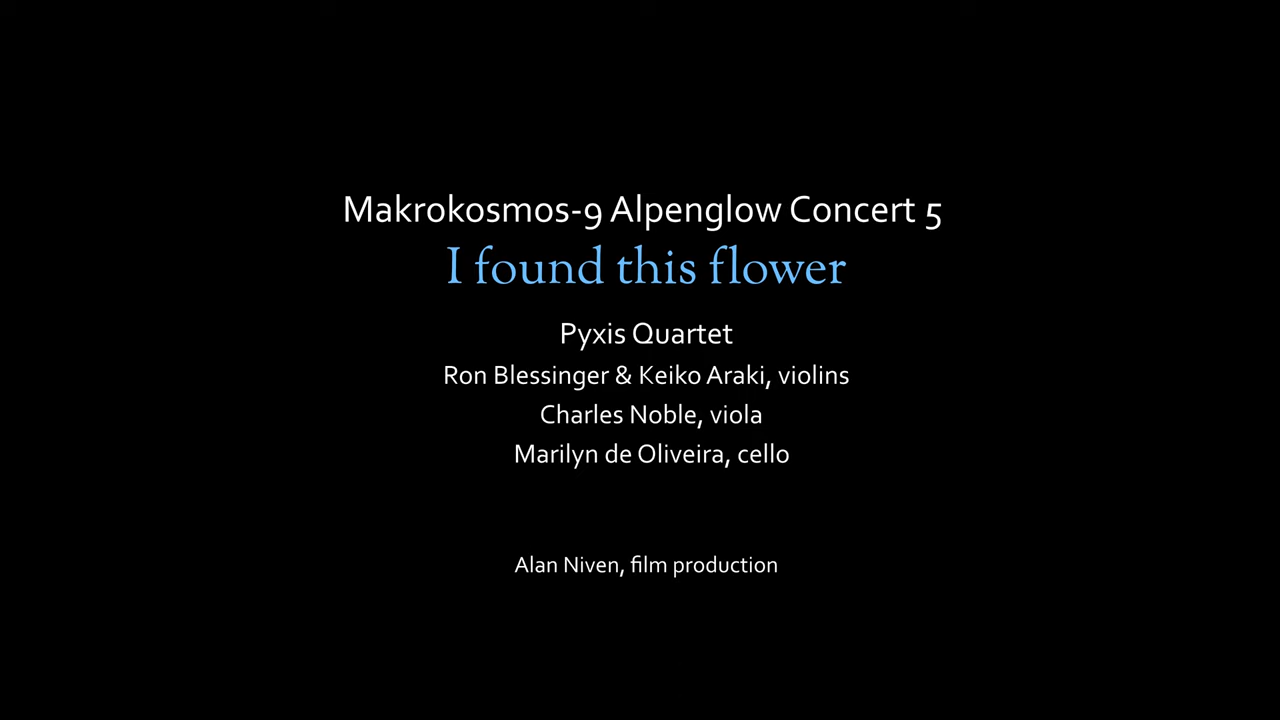 Makrokosmos-9 Alpenglow Concert 5
I found this flower
Pyxis Quartet
Ron Blessinger & Keiko Araki, violins
Charles Noble, viola
Marilyn de Oliveira, cello
Alan Niven, film production